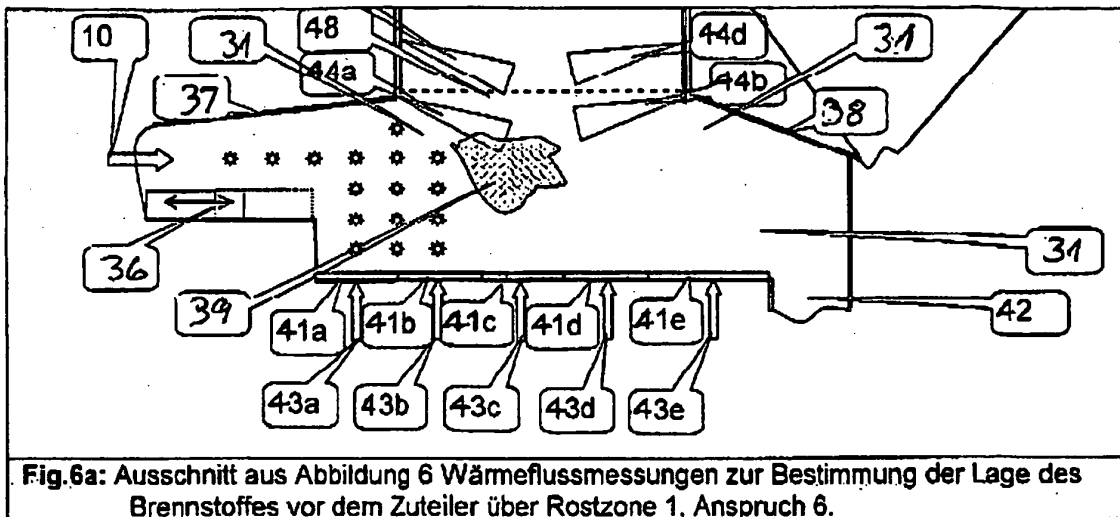 10
31
48
44a
44d
31
44b
37
38
36
39
31
42
41a
41b
41c
41d
41e
43a
43b
43c
43d
43e
Fig.6a: Ausschnitt aus Abbildung 6 Wärmeflussmessungen zur Bestimmung der Lage des
Brennstoffes vor dem Zuteiler über Rostzone 1, Anspruch 6.